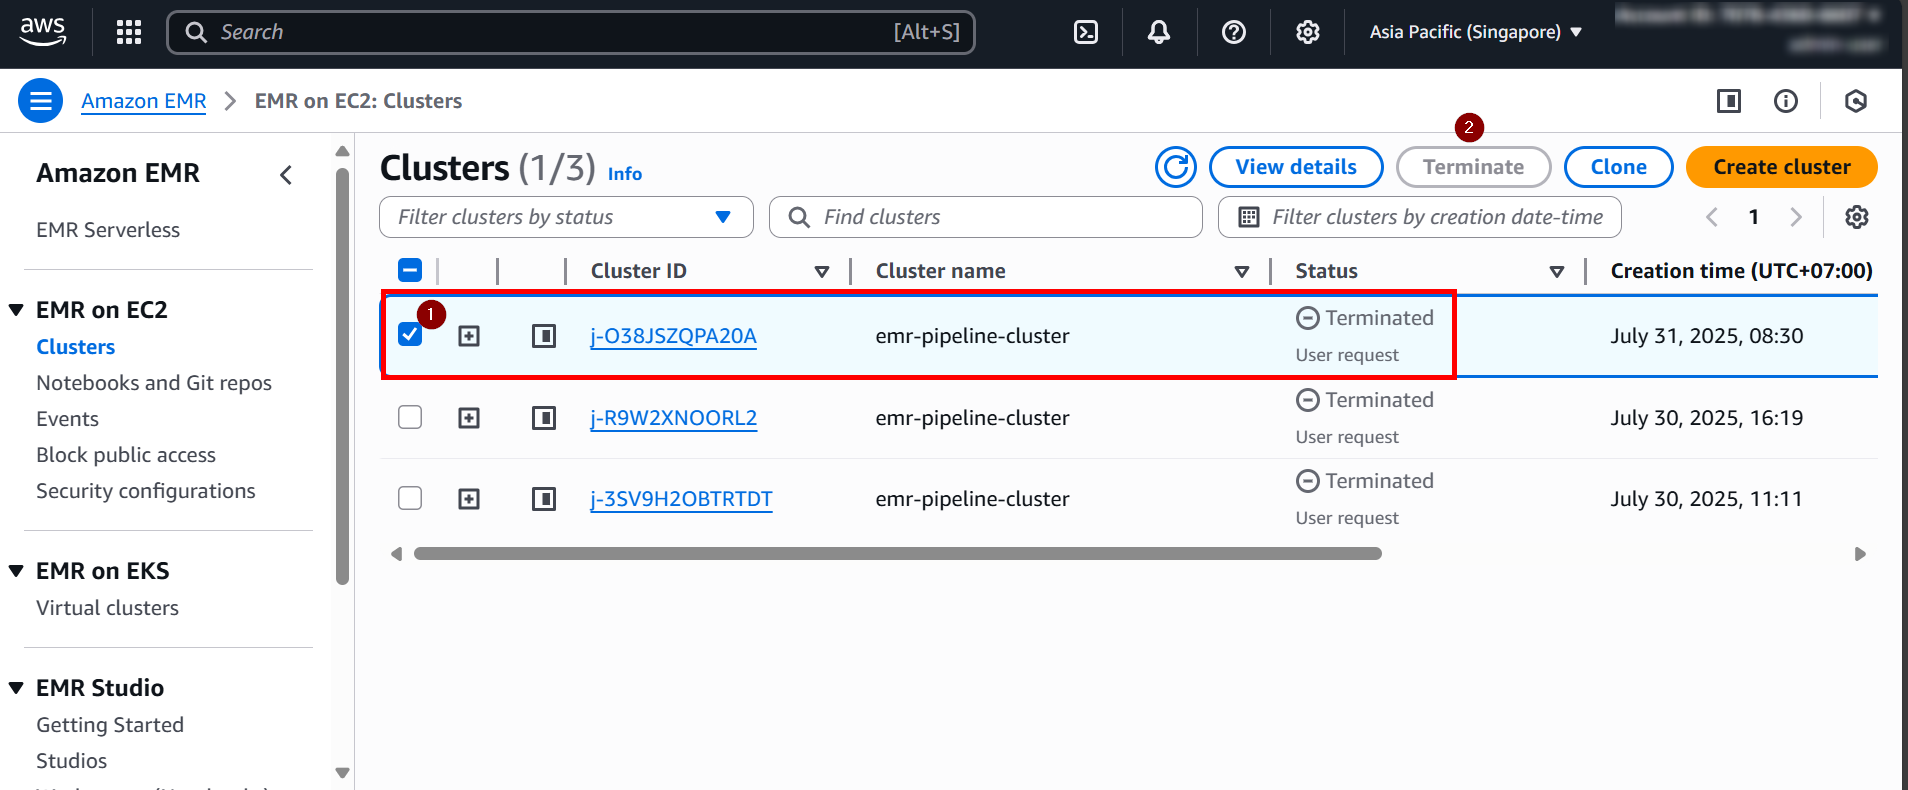 aws
Search
[Alt+S]
Asia Pacific (Singapore)
Amazon EMR
EMR on EC2: Clusters
Amazon EMR
EMR Serverless
EMR on EC2
Clusters
Notebooks and Git repos
Events
Block public access
Security configurations
EMR on EKS
Virtual clusters
EMR Studio
Getting Started
Studios
Clusters (1/3) Info
View details
2
Terminate
Clone
Create cluster
Filter clusters by status
Find clusters
Filter clusters by creation date-time
1
Cluster ID
Cluster name
Status
Creation time (UTC+07:00)
1
j-O38JSZQPA20A
emr-pipeline-cluster
Terminated
User request
July 31, 2025, 08:30
j-R9W2XNOORL2
emr-pipeline-cluster
Terminated
User request
July 30, 2025, 16:19
j-3SV9H2OBTRTDT
emr-pipeline-cluster
Terminated
User request
July 30, 2025, 11:11